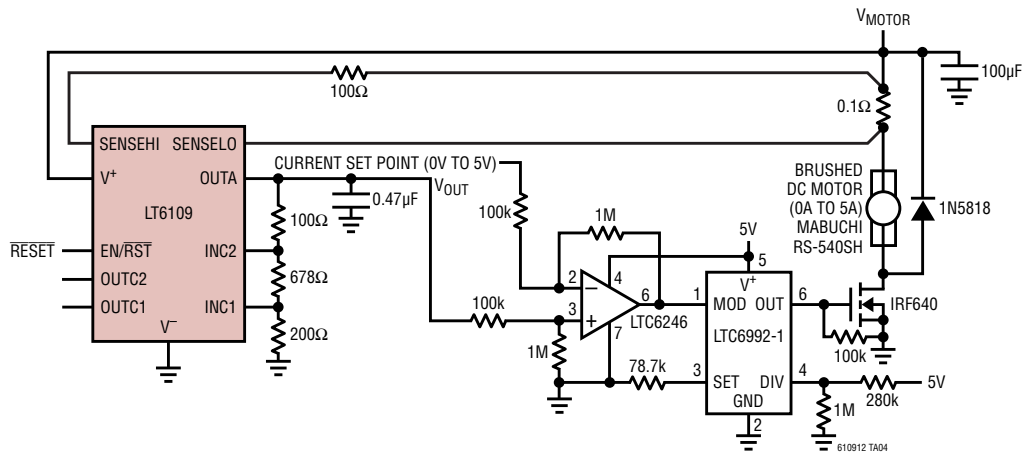 V_MOTOR
100Ω
100µF
0.1Ω
SENSEHI SENSELO
V+ OUTA
LT6109
EN/RST INC2
OUTC2
OUTC1 INC1
V–
RESET
CURRENT SET POINT (0V TO 5V)
V_OUT
0.47µF
100Ω
678Ω
200Ω
100k
1M
100k
1M
2 – 4
3 + 7
6
LTC6246
5V
5
1 6
V+
MOD OUT
LTC6992-1
3 4
SET DIV
GND
2
78.7k
BRUSHED
DC MOTOR
(0A TO 5A)
MABUCHI
RS-540SH
1N5818
IRF640
100k
5V
280k
1M
610912 TA04